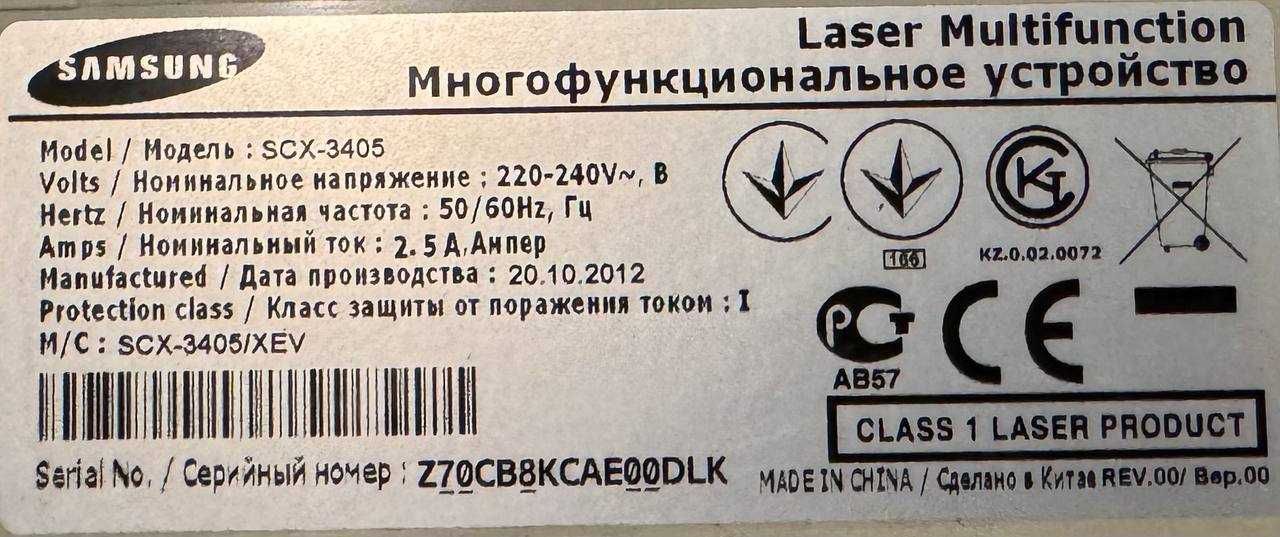 SAMSUNG
Laser Multifunction
Многофункциональное устройство
Model / Модель : SCX-3405
Volts / Номинальное напряжение : 220-240V~, В
Hertz / Номинальная частота : 50/60Hz, Гц
Amps / Номинальный ток : 2.5 A,Ампер
Manufactured / Дата производства : 20.10.2012
Protection class / Класс защиты от поражения током : I
M/C : SCX-3405/XEV
Serial No. / Серийный номер : Z70CB8KCAE00DLK
166
KZ.0.02.0072
АВ57
CE
CLASS 1 LASER PRODUCT
MADE IN CHINA / Сделано в Китае REV.00/ Вер.00